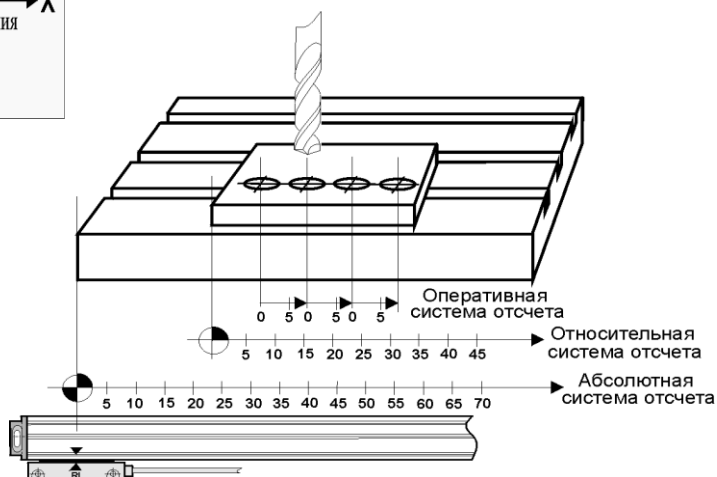 X
ия
Оперативная
система отсчета
0 5 0 5 0 5
Относительная
система отсчета
5 10 15 20 25 30 35 40 45
Абсолютная
система отсчета
5 10 15 20 25 30 35 40 45 50 55 60 65 70